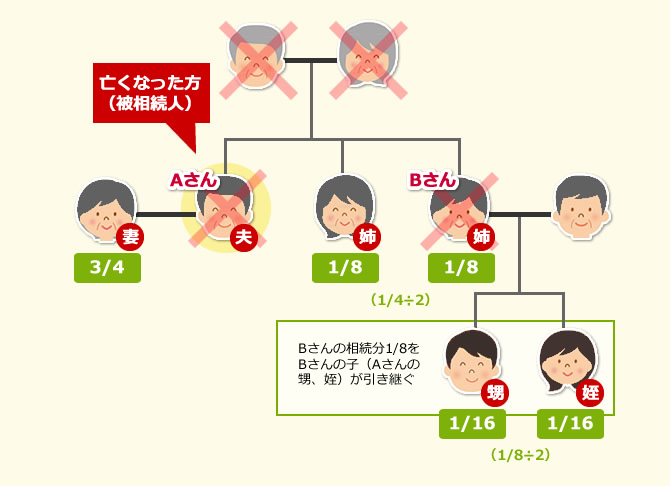 亡くなった方
(被相続人)
Aさん
Bさん
妻
夫
姉
姉
3/4
1/8
1/8
(1/4÷2)
Bさんの相続分1/8を
Bさんの子(Aさんの
甥、姪)が引き継ぐ
甥
姪
1/16
1/16
(1/8÷2)